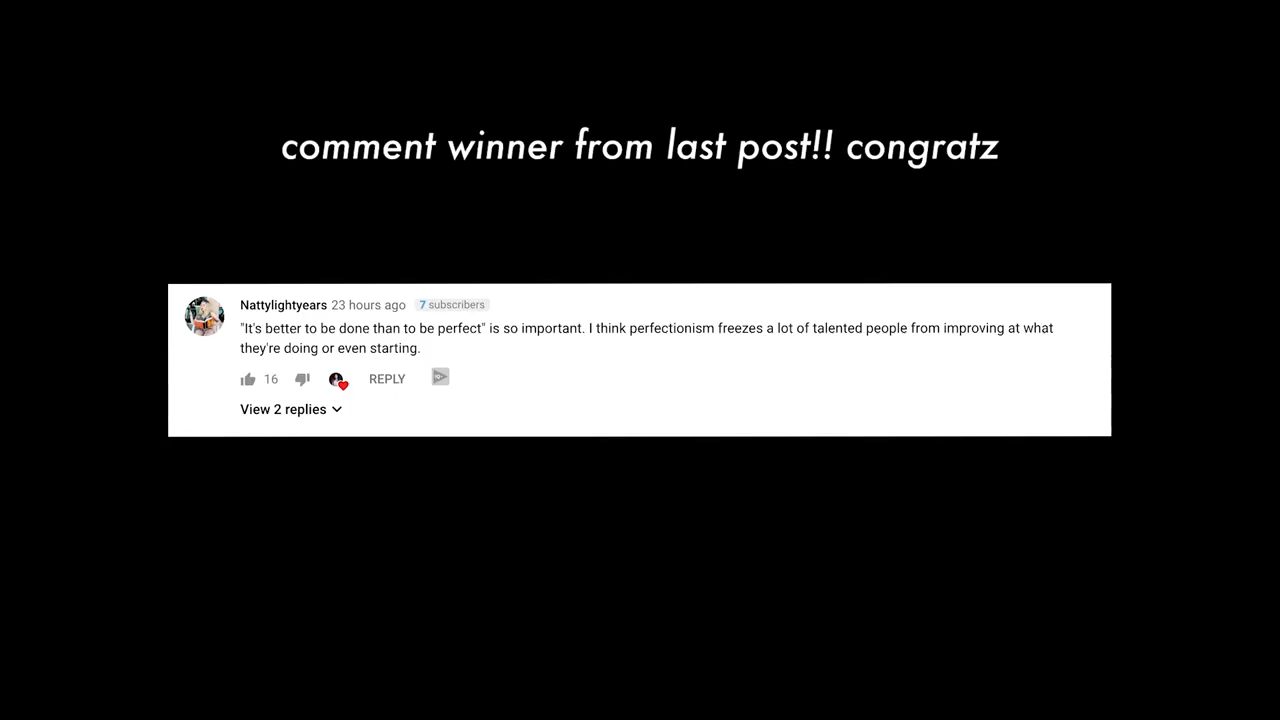 comment winner from last post!! congratz
Nattylightyears 23 hours ago 7 subscribers
"It's better to be done than to be perfect" is so important. I think perfectionism freezes a lot of talented people from improving at what
they're doing or even starting.
16 REPLY
View 2 replies